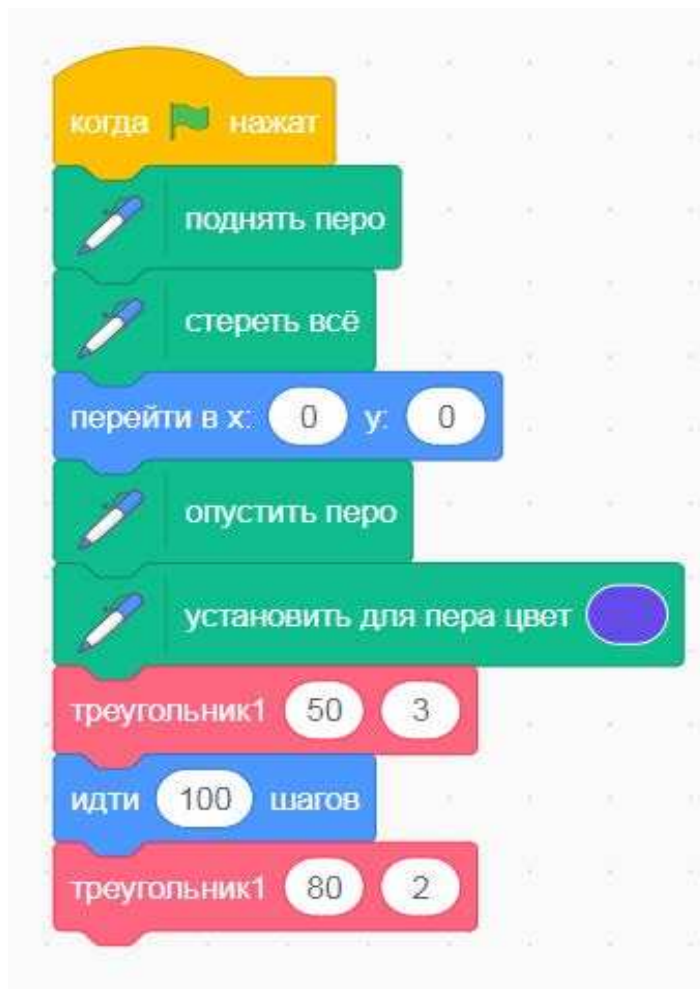 когда нажат
поднять перо
стереть всё
перейти в x: 0 y: 0
опустить перо
установить для пера цвет
треугольник1 50 3
идти 100 шагов
треугольник1 80 2